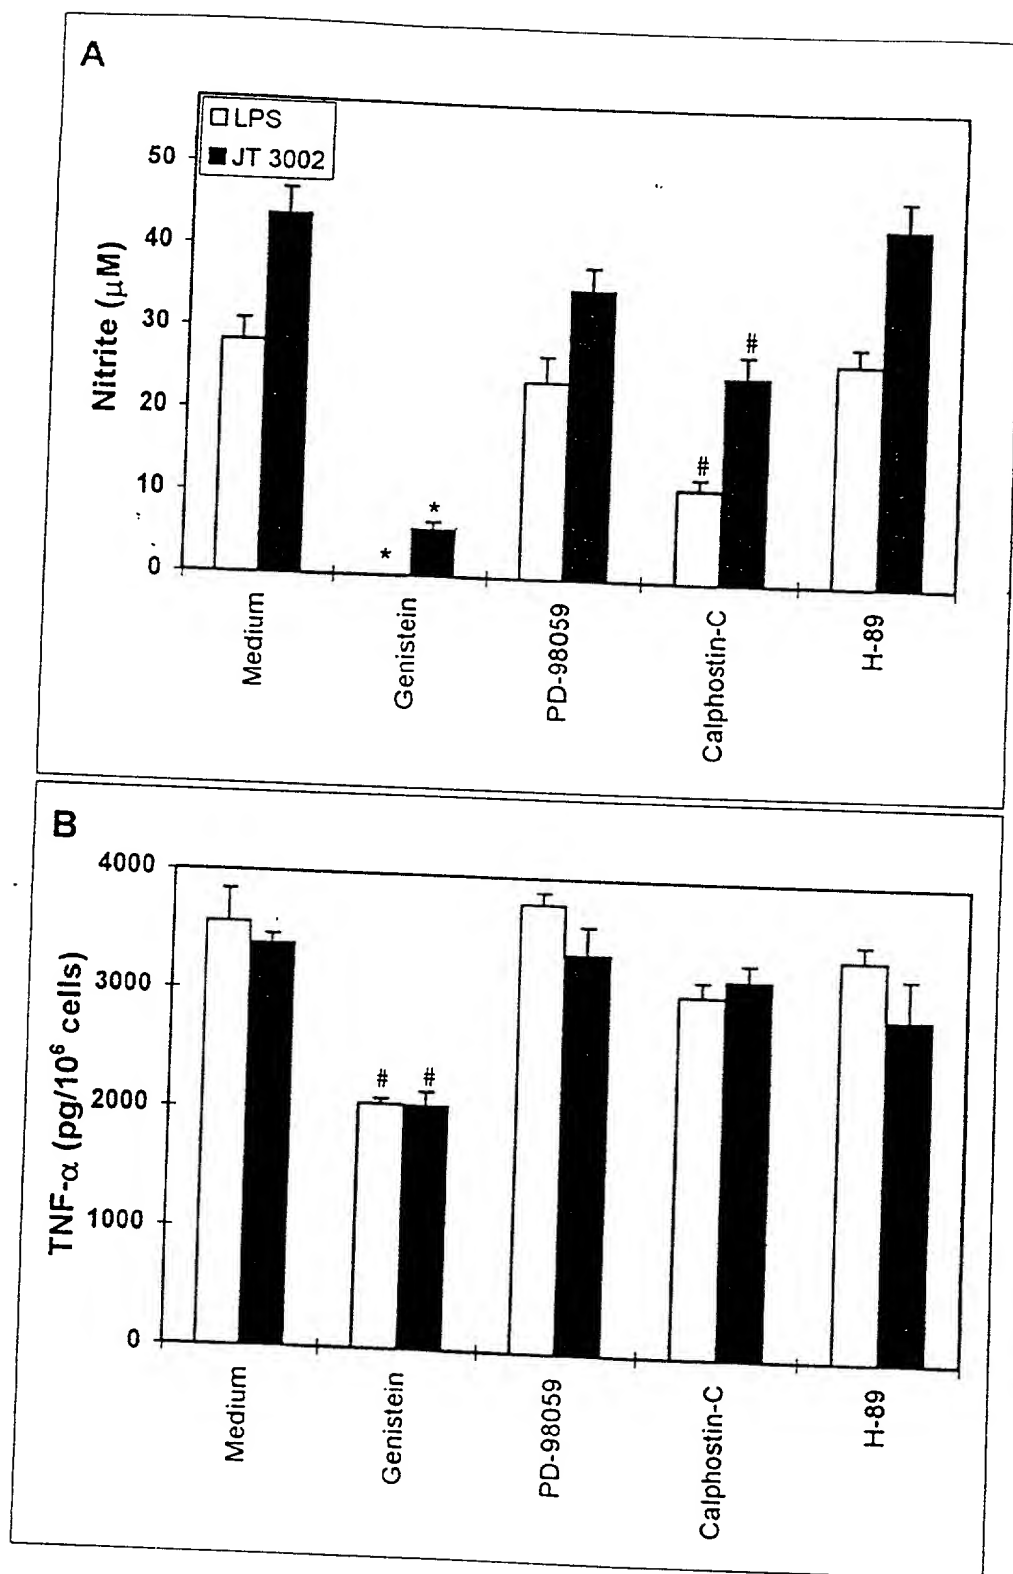 A
LPS
JT 3002
50
40
30
20
10
0
Nitrite (μM)
*
*
#
#
Medium
Genistein
PD-98059
Calphostin-C
H-89
B
4000
3000
2000
1000
0
TNF-α (pg/10⁶ cells)
#
#
Medium
Genistein
PD-98059
Calphostin-C
H-89